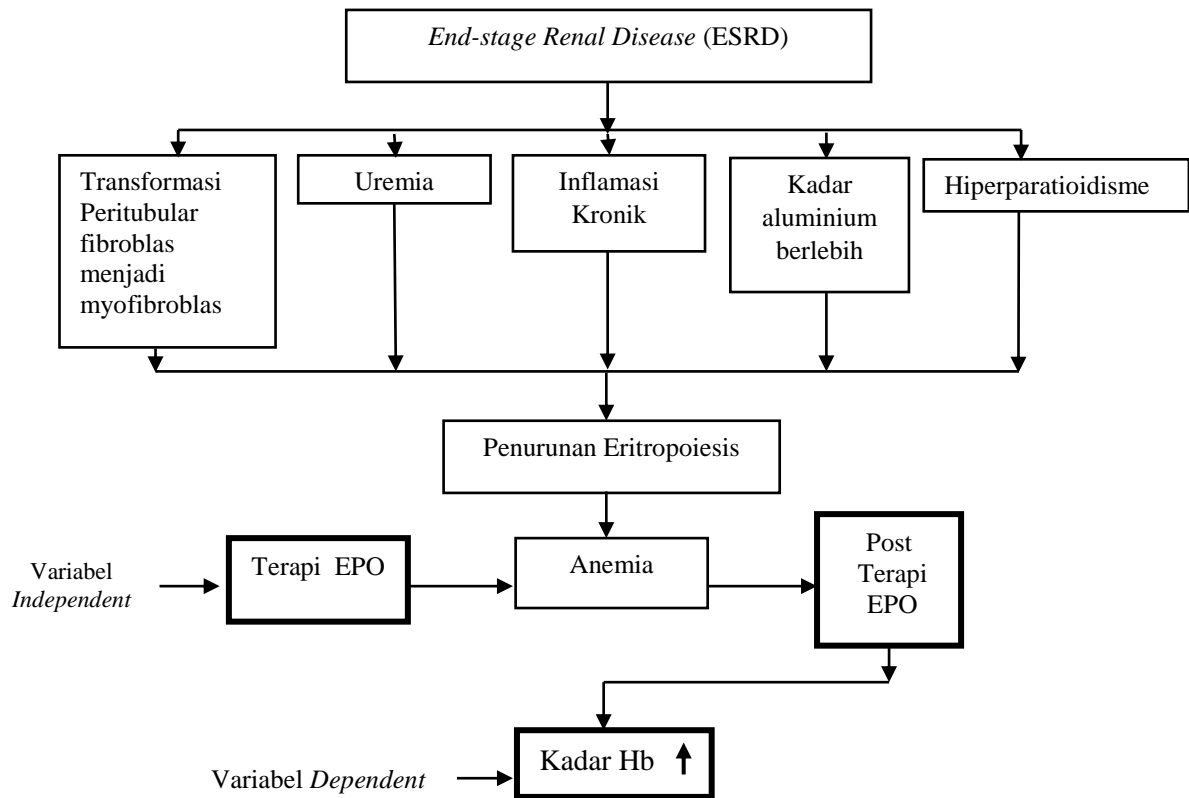 End-stage Renal Disease (ESRD)
Transformasi
Peritubular
fibroblas
menjadi
myofibroblas
Uremia
Inflamasi
Kronik
Kadar
aluminium
berlebih
Hiperparatioidisme
Penurunan Eritropoiesis
Variabel
Independent
Terapi EPO
Anemia
Post
Terapi
EPO
Variabel Dependent
Kadar Hb